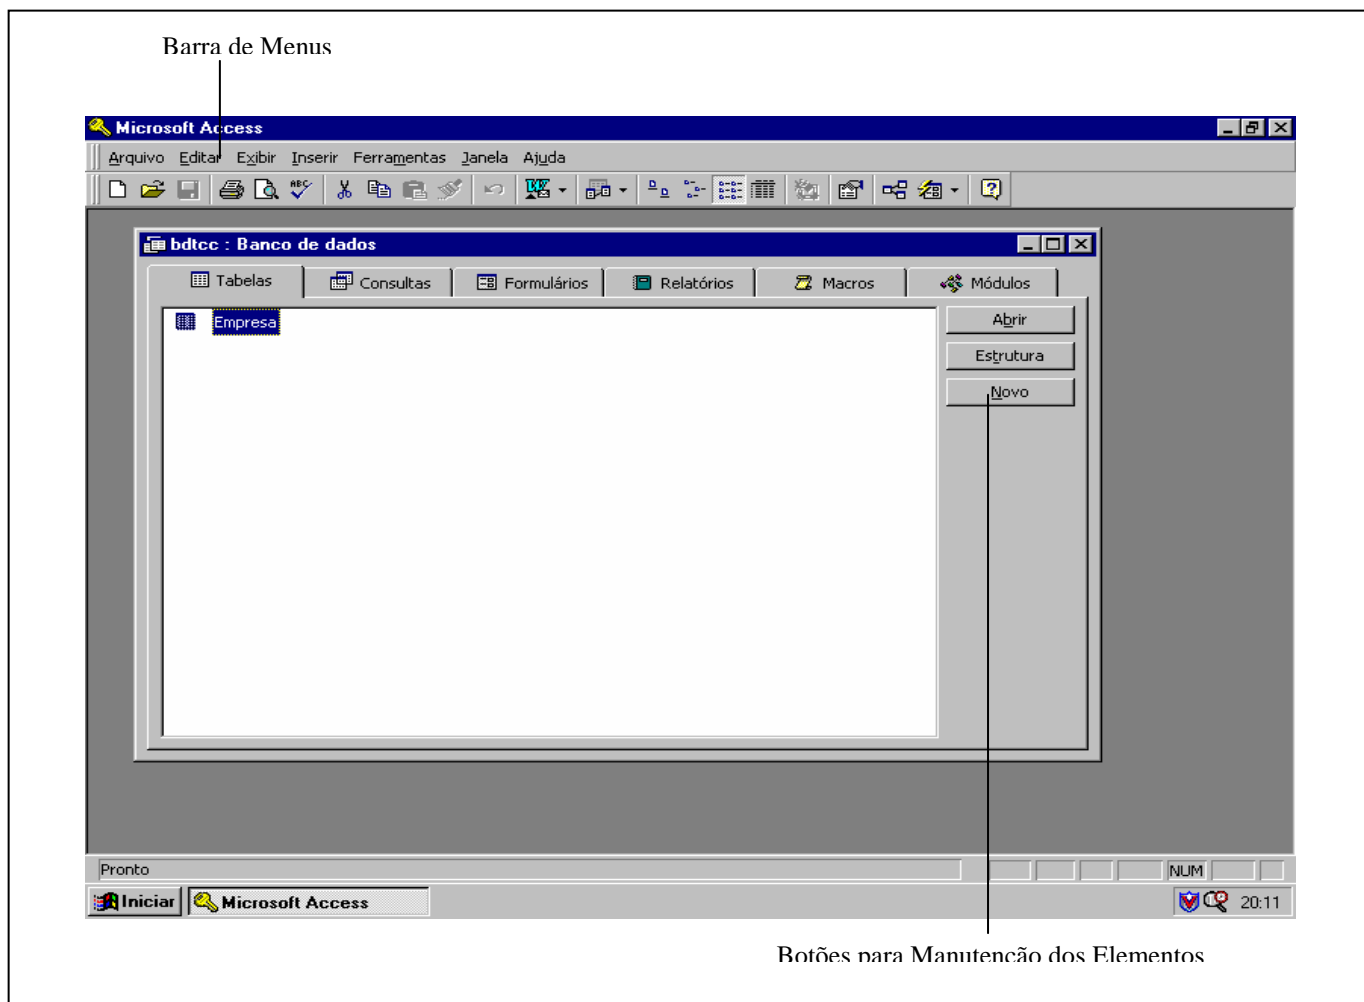 Barra de Menus
Microsoft Access
Arquivo Editar Exibir Inserir Ferramentas Janela Ajuda
ABC
W
bdtcc : Banco de dados
Tabelas Consultas Formulários Relatórios Macros Módulos
Empresa
Abrir
Estrutura
Novo
Pronto
NUM
Iniciar Microsoft Access 20:11
Botões para Manutenção dos Elementos